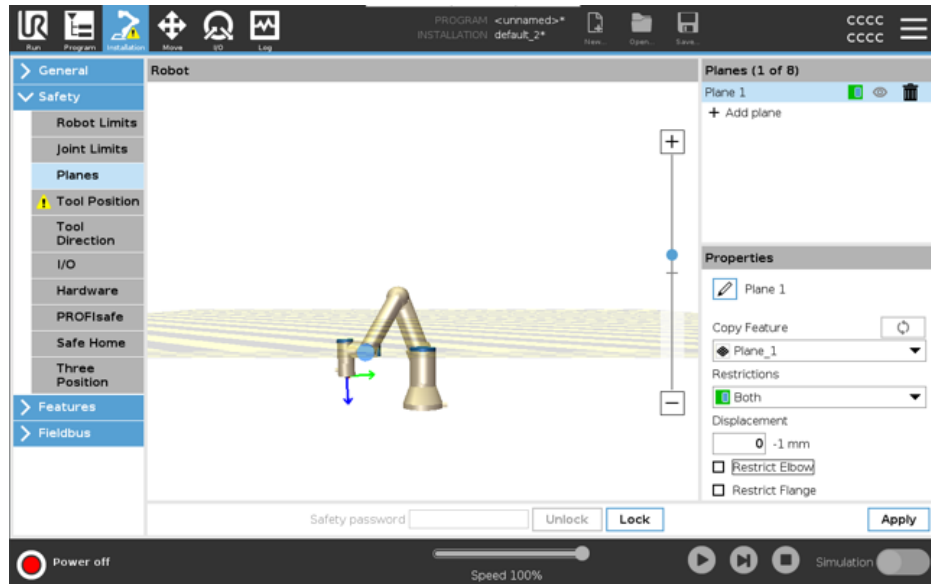 PROGRAM <unnamed>*
INSTALLATION default_2*
UR
Run
Program
Installation
Move
I/O
Log
New...
Open...
Save...
CCCC
CCCC
General
Safety
Robot Limits
Joint Limits
Planes
Tool Position
Tool
Direction
I/O
Hardware
PROFIsafe
Safe Home
Three
Position
Features
Fieldbus
Robot
Planes (1 of 8)
Plane 1
+ Add plane
Properties
Plane 1
Copy Feature
Plane_1
Restrictions
Both
Displacement
0 -1 mm
Restrict Elbow
Restrict Flange
Safety password
Unlock
Lock
Apply
Power off
Speed 100%
Simulation